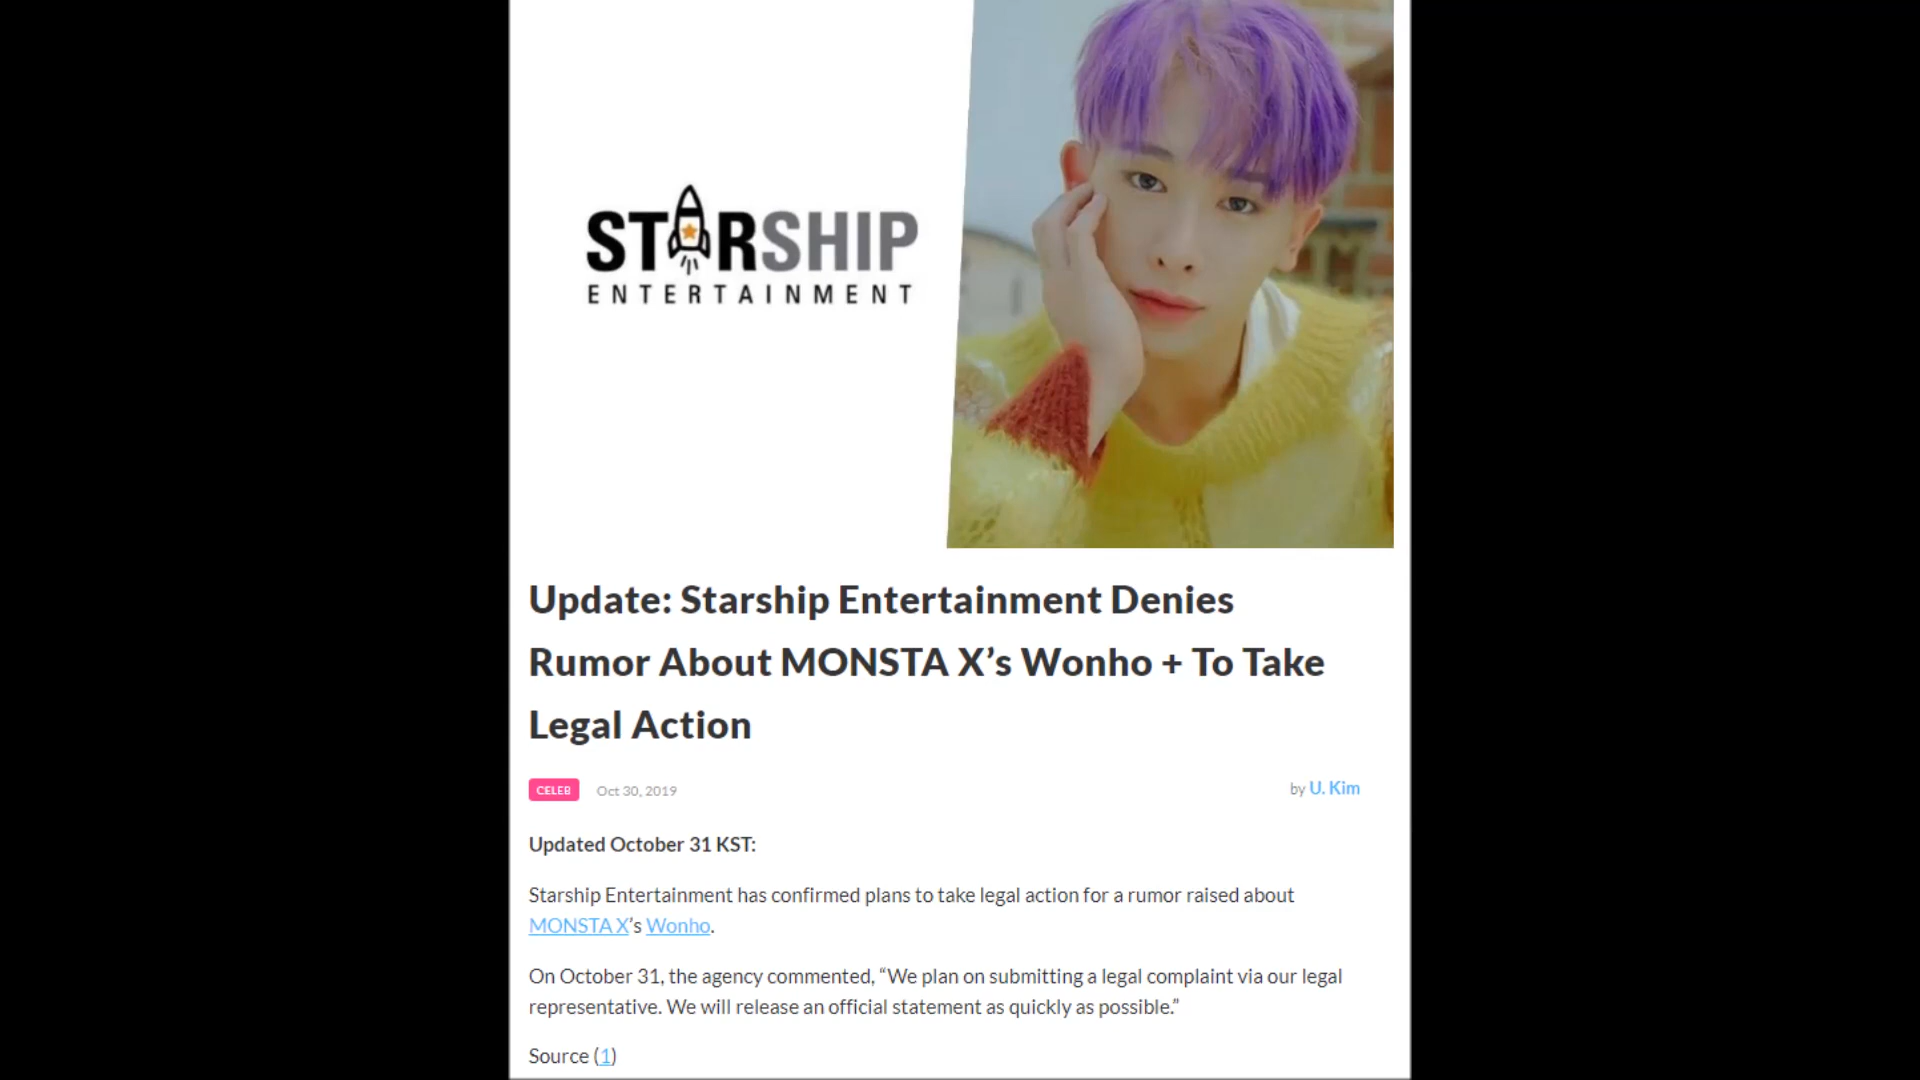 STARSHIP
ENTERTAINMENT
Update: Starship Entertainment Denies
Rumor About MONSTA X’s Wonho + To Take
Legal Action
CELEB Oct 30, 2019 by U. Kim
Updated October 31 KST:
Starship Entertainment has confirmed plans to take legal action for a rumor raised about
MONSTA X’s Wonho.
On October 31, the agency commented, “We plan on submitting a legal complaint via our legal
representative. We will release an official statement as quickly as possible.”
Source (1)